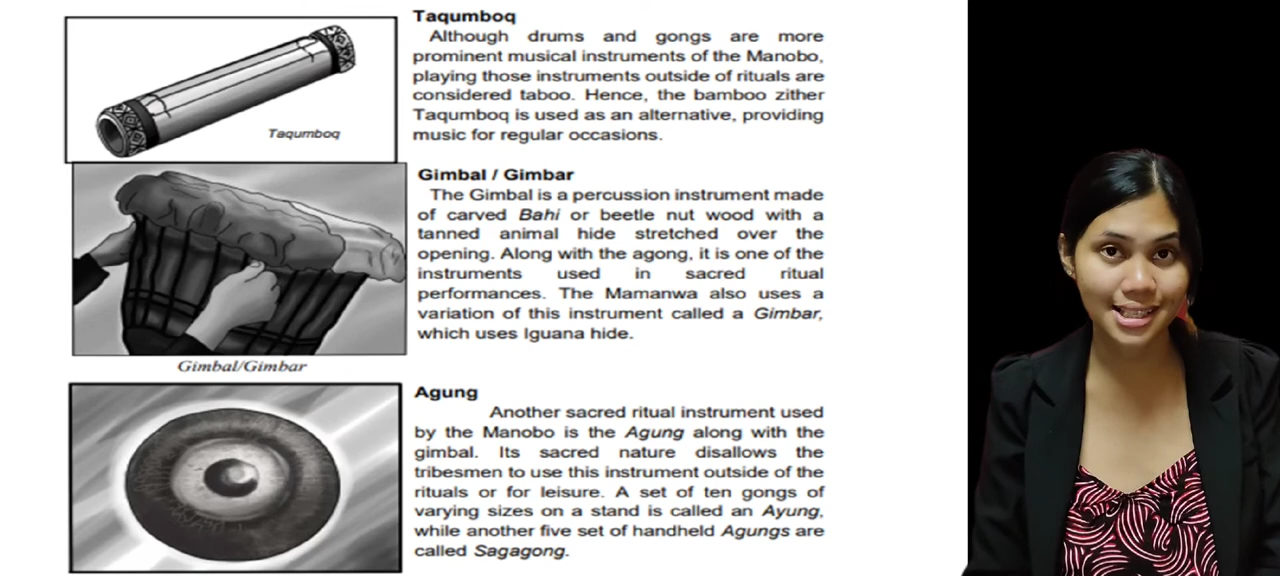 Taqumboq
Although drums and gongs are more
prominent musical instruments of the Manobo,
playing those instruments outside of rituals are
considered taboo. Hence, the bamboo zither
Taqumboq is used as an alternative, providing
music for regular occasions.
Taqumboq
Gimbal / Gimbar
The Gimbal is a percussion instrument made
of carved Bahi or beetle nut wood with a
tanned animal hide stretched over the
opening. Along with the agong, it is one of the
instruments used in sacred ritual
performances. The Mamanwa also uses a
variation of this instrument called a Gimbar,
which uses Iguana hide.
Gimbal/Gimbar
Agung
Another sacred ritual instrument used
by the Manobo is the Agung along with the
gimbal. Its sacred nature disallows the
tribesmen to use this instrument outside of the
rituals or for leisure. A set of ten gongs of
varying sizes on a stand is called an Ayung,
while another five set of handheld Agungs are
called Sagagong.